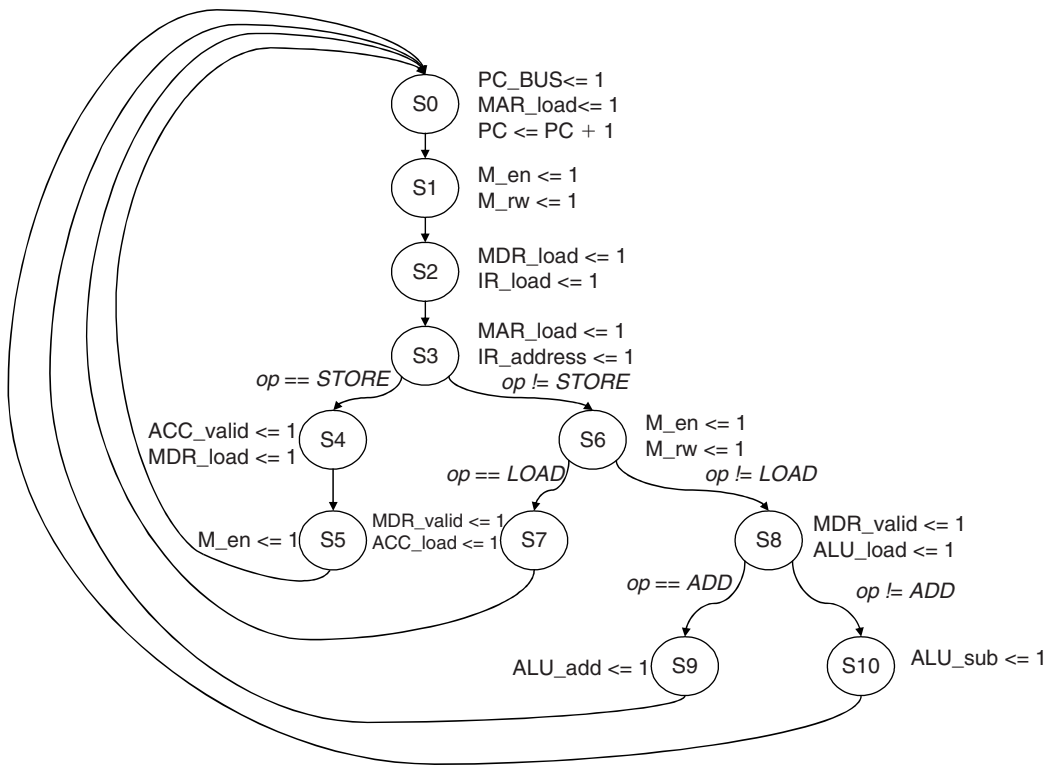 S0
PC_BUS<= 1
MAR_load<= 1
PC <= PC + 1
S1
M_en <= 1
M_rw <= 1
S2
MDR_load <= 1
IR_load <= 1
S3
MAR_load <= 1
IR_address <= 1
op == STORE
op != STORE
ACC_valid <= 1
MDR_load <= 1
S4
S6
M_en <= 1
M_rw <= 1
op == LOAD
op != LOAD
M_en <= 1
S5
MDR_valid <= 1
ACC_load <= 1
S7
S8
MDR_valid <= 1
ALU_load <= 1
op == ADD
op != ADD
ALU_add <= 1
S9
S10
ALU_sub <= 1